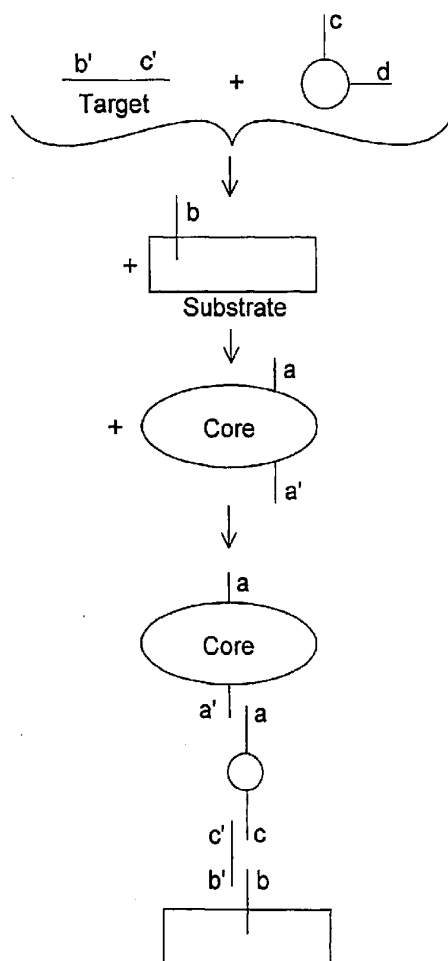 c
b' c'
+ d
Target
b
+
Substrate
a
+ Core
a'
a
Core
a' a
c' c
b' b